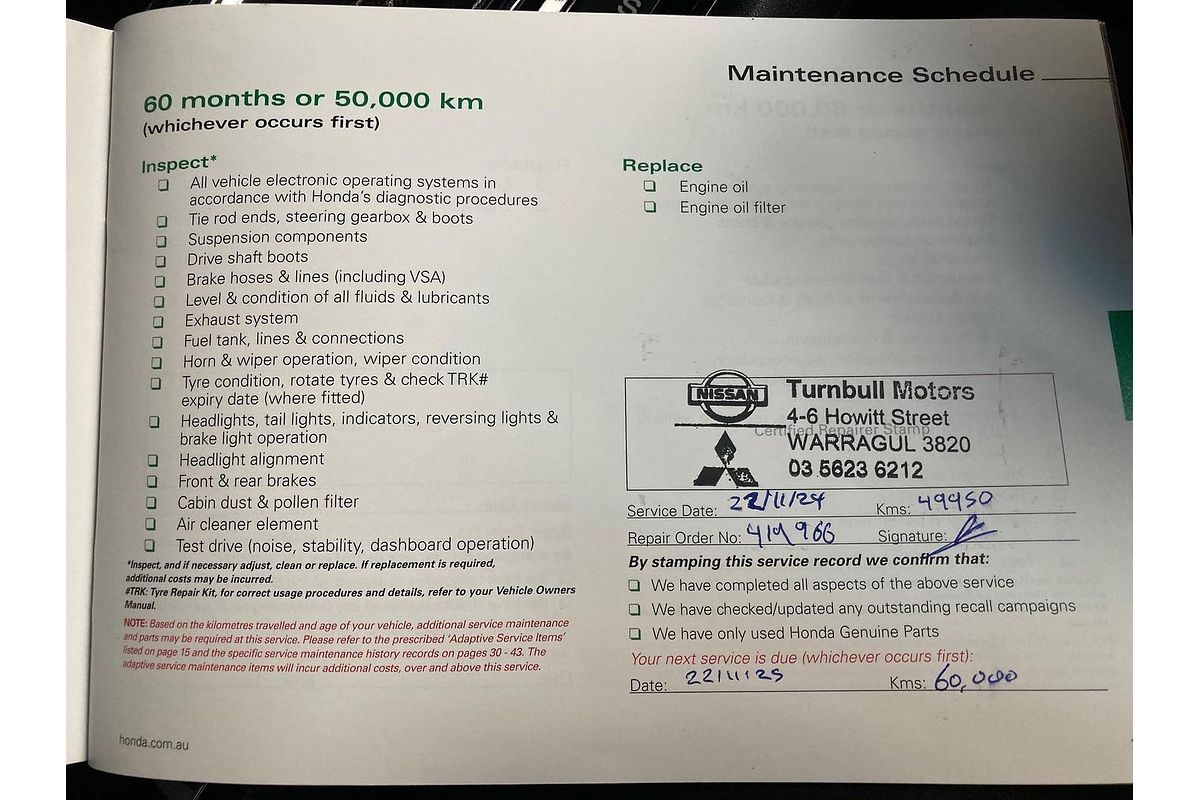 Maintenance Schedule
60 months or 50,000 km
(whichever occurs first)
Inspect*
❑ All vehicle electronic operating systems in
accordance with Honda's diagnostic procedures
❑ Tie rod ends, steering gearbox & boots
❑ Suspension components
❑ Drive shaft boots
❑ Brake hoses & lines (including VSA)
❑ Level & condition of all fluids & lubricants
❑ Exhaust system
❑ Fuel tank, lines & connections
❑ Horn & wiper operation, wiper condition
❑ Tyre condition, rotate tyres & check TRK#
expiry date (where fitted)
❑ Headlights, tail lights, indicators, reversing lights &
brake light operation
❑ Headlight alignment
❑ Front & rear brakes
❑ Cabin dust & pollen filter
❑ Air cleaner element
❑ Test drive (noise, stability, dashboard operation)
*Inspect, and if necessary adjust, clean or replace. If replacement is required,
additional costs may be incurred.
#TRK: Tyre Repair Kit, for correct usage procedures and details, refer to your Vehicle Owners
Manual.
NOTE: Based on the kilometres travelled and age of your vehicle, additional service maintenance
and parts may be required at this service. Please refer to the prescribed 'Adaptive Service Items'
listed on page 15 and the specific service maintenance history records on pages 30 - 43. The
adaptive service maintenance items will incur additional costs, over and above this service.
honda.com.au
Replace
❑ Engine oil
❑ Engine oil filter
NISSAN
Turnbull Motors
4-6 Howitt Street
Certified Repairer Stamp
WARRAGUL 3820
03 5623 6212
Service Date: 22/11/24 Kms: 49950
Repair Order No: 419966 Signature:
By stamping this service record we confirm that:
❑ We have completed all aspects of the above service
❑ We have checked/updated any outstanding recall campaigns
❑ We have only used Honda Genuine Parts
Your next service is due (whichever occurs first):
Date: 22/11/25 Kms: 60,000